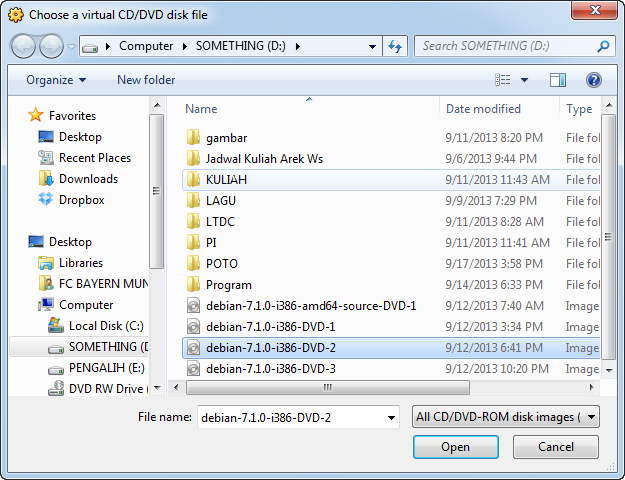 Choose a virtual CD/DVD disk file
Computer SOMETHING (D:) Search SOMETHING (D:)
Organize New folder
Name Date modified Type
Favorites
Desktop
Recent Places
Downloads
Dropbox
Desktop
Libraries
FC BAYERN MUN
Computer
Local Disk (C:)
SOMETHING (D
PENGALIH (E:)
DVD RW Drive (
gambar 9/11/2013 8:20 PM File fol
Jadwal Kuliah Arek Ws 9/6/2013 9:44 PM File fol
KULIAH 9/11/2013 11:43 AM File fol
LAGU 9/9/2013 7:29 PM File fol
LTDC 9/11/2013 8:28 AM File fol
PI 9/11/2013 11:41 AM File fol
POTO 9/17/2013 3:58 PM File fol
Program 9/14/2013 6:33 PM File fol
debian-7.1.0-i386-amd64-source-DVD-1 9/12/2013 7:40 AM Image
debian-7.1.0-i386-DVD-1 9/12/2013 3:34 PM Image
debian-7.1.0-i386-DVD-2 9/12/2013 6:41 PM Image
debian-7.1.0-i386-DVD-3 9/12/2013 10:20 PM Image
File name: debian-7.1.0-i386-DVD-2 All CD/DVD-ROM disk images (
Open Cancel